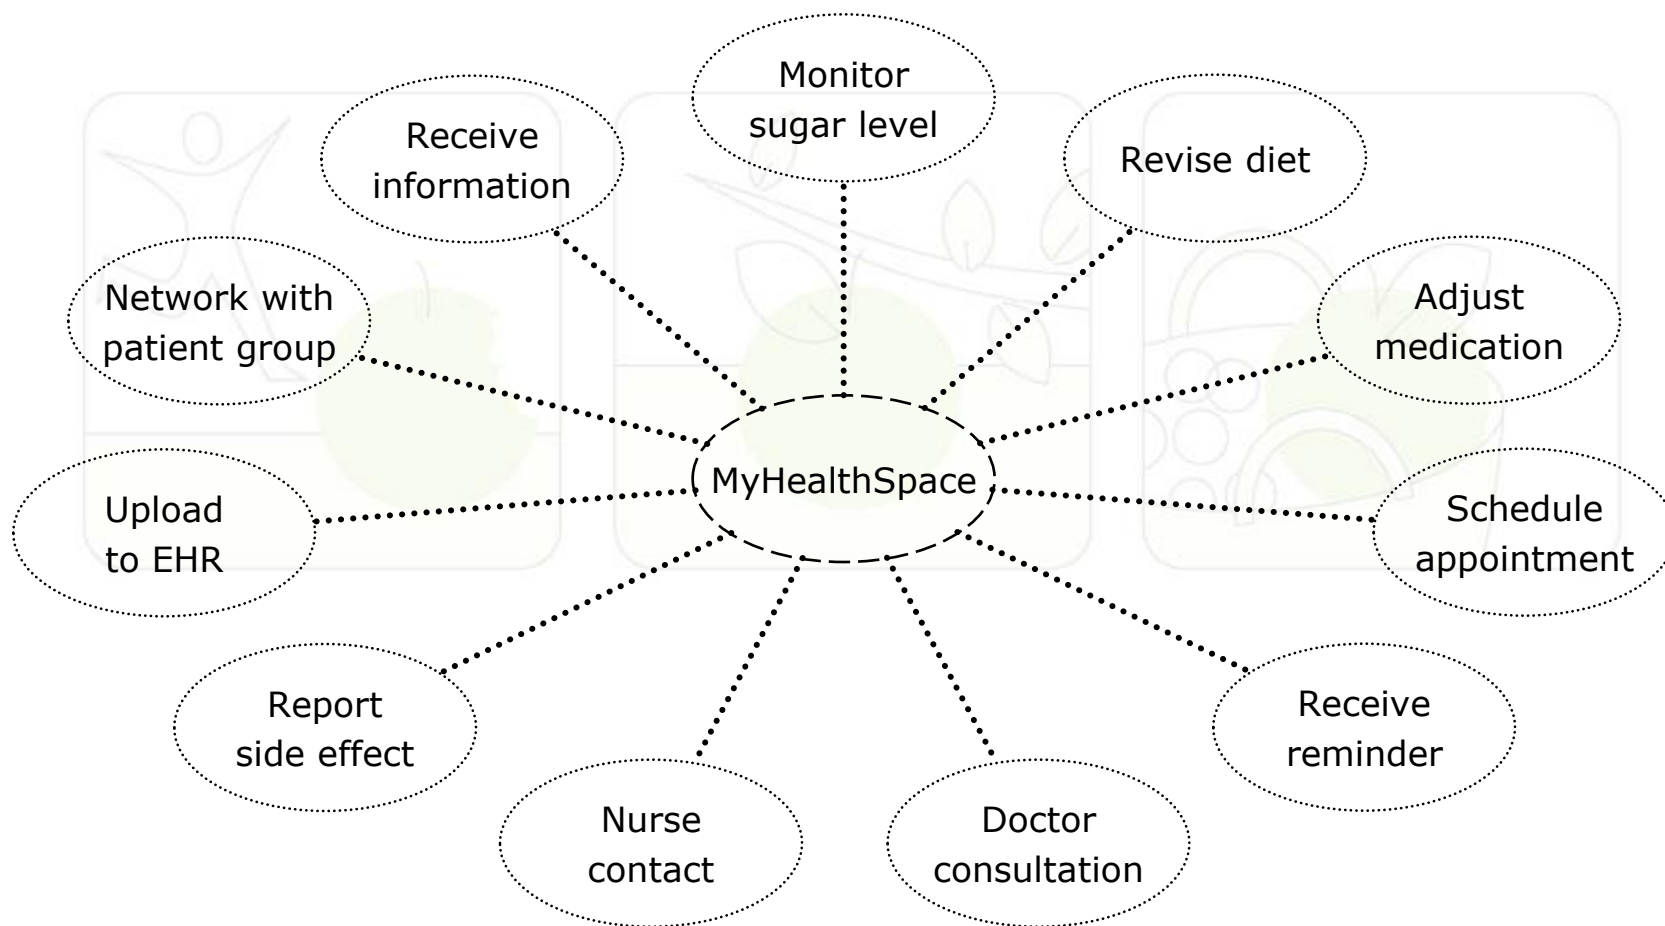 Monitor
sugar level
Receive
information
Revise diet
Network with
patient group
Adjust
medication
MyHealthSpace
Upload
to EHR
Schedule
appointment
Report
side effect
Receive
reminder
Nurse
contact
Doctor
consultation